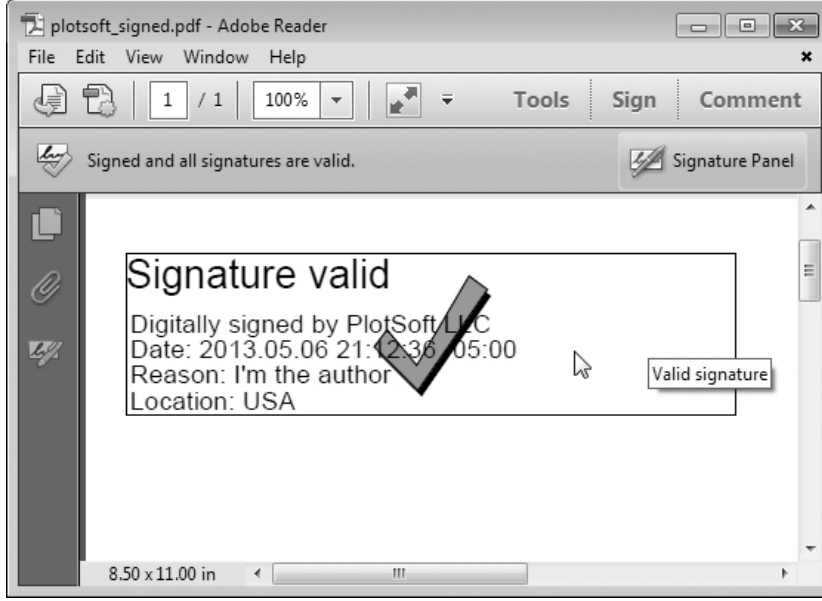 plotsoft_signed.pdf - Adobe Reader
File Edit View Window Help
1 / 1 100% Tools Sign Comment
Signed and all signatures are valid.
Signature Panel
Signature valid
Digitally signed by PlotSoft LLC
Date: 2013.05.06 21:12:36 05:00
Reason: I'm the author
Location: USA
Valid signature
8.50 x 11.00 in